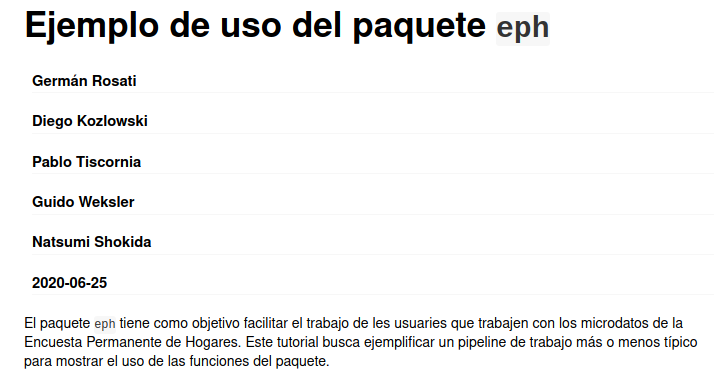 Ejemplo de uso del paquete eph
Germán Rosati
Diego Kozlowski
Pablo Tiscornia
Guido Weksler
Natsumi Shokida
2020-06-25
El paquete eph tiene como objetivo facilitar el trabajo de les usuaries que trabajen con los microdatos de la
Encuesta Permanente de Hogares. Este tutorial busca ejemplificar un pipeline de trabajo más o menos típico
para mostrar el uso de las funciones del paquete.